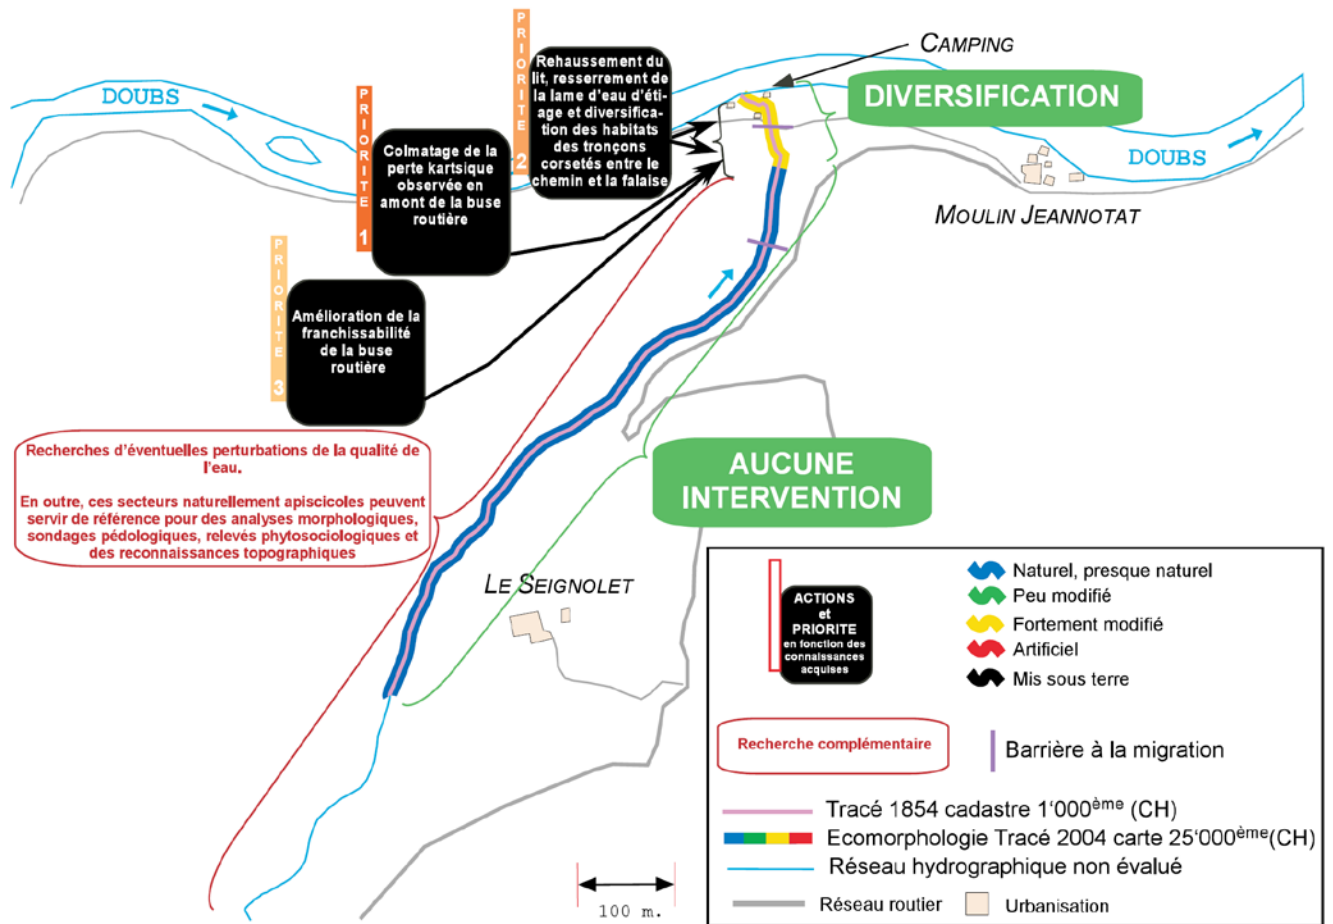 CAMPING
DOUBS
PRIORITE 1
Colmatage de la
perte kartsique
observée en
amont de la buse
routière
PRIORITE 2
Rehaussement du
lit, resserrement de
la lame d'eau d'éti-
age et diversifica-
tion des habitats
des tronçons
corsetés entre le
chemin et la falaise
DIVERSIFICATION
DOUBS
MOULIN JEANNOTAT
PRIORITE 3
Amélioration de la
franchissabilité
de la buse
routière
Recherches d'éventuelles perturbations de la qualité de
l'eau.
En outre, ces secteurs naturellement apiscicoles peuvent
servir de référence pour des analyses morphologiques,
sondages pédologiques, relevés phytosociologiques et
des reconnaissances topographiques
AUCUNE
INTERVENTION
LE SEIGNOLET
ACTIONS
et
PRIORITE
en fonction des
connaissances
acquises
Naturel, presque naturel
Peu modifié
Fortement modifié
Artificiel
Mis sous terre
Recherche complémentaire
Barrière à la migration
Tracé 1854 cadastre 1'000ème (CH)
Ecomorphologie Tracé 2004 carte 25'000ème(CH)
Réseau hydrographique non évalué
Réseau routier
Urbanisation
100 m.